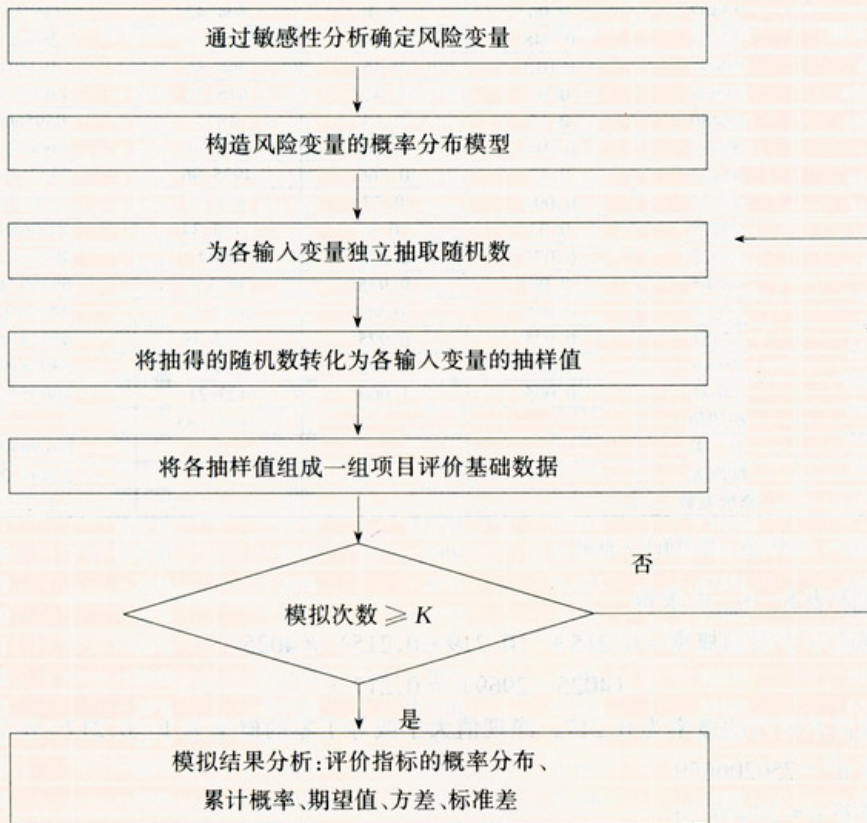 通过敏感性分析确定风险变量
构造风险变量的概率分布模型
为各输入变量独立抽取随机数
将抽得的随机数转化为各输入变量的抽样值
将各抽样值组成一组项目评价基础数据
否
模拟次数≥K
是
模拟结果分析:评价指标的概率分布、
累计概率、期望值、方差、标准差